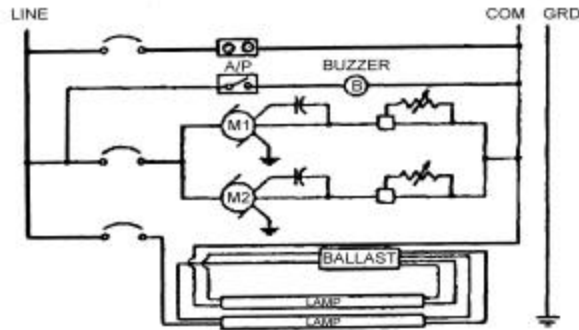 LINE COM GRD
A/P BUZZER
B
M1
M2
BALLAST
LAMP
LAMP